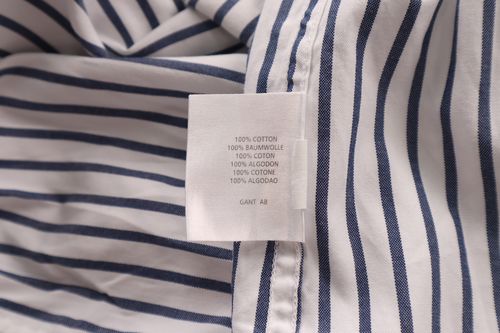 100% COTTON
100% BAUMWOLLE
100% COTON
100% ALGODON
100% COTONE
100% ALGODAO
GANT AB